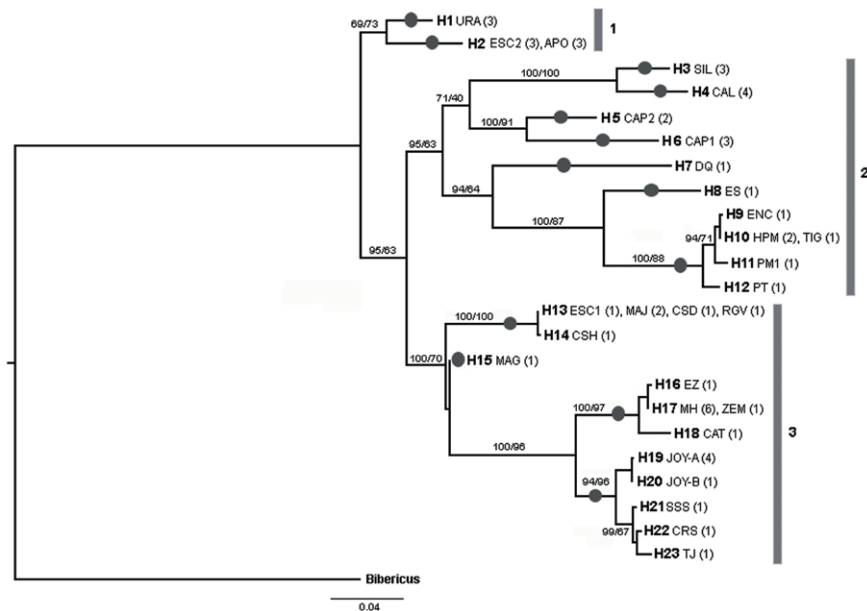 69/73
H1 URA (3)
H2 ESC2 (3), APO (3)
1
100/100
H3 SIL (3)
H4 CAL (4)
71/40
100/91
H5 CAP2 (2)
H6 CAP1 (3)
95/63
H7 DQ (1)
2
94/64
H8 ES (1)
100/87
H9 ENC (1)
94/71
H10 HPM (2), TIG (1)
95/63
100/88
H11 PM1 (1)
H12 PT (1)
100/100
H13 ESC1 (1), MAJ (2), CSD (1), RGV (1)
H14 CSH (1)
100/70
H15 MAG (1)
H16 EZ (1)
100/97
H17 MH (6), ZEM (1)
H18 CAT (1)
3
100/96
H19 JOY-A (4)
94/96
H20 JOY-B (1)
H21 SSS (1)
99/67
H22 CRS (1)
H23 TJ (1)
Bibericus
0.04